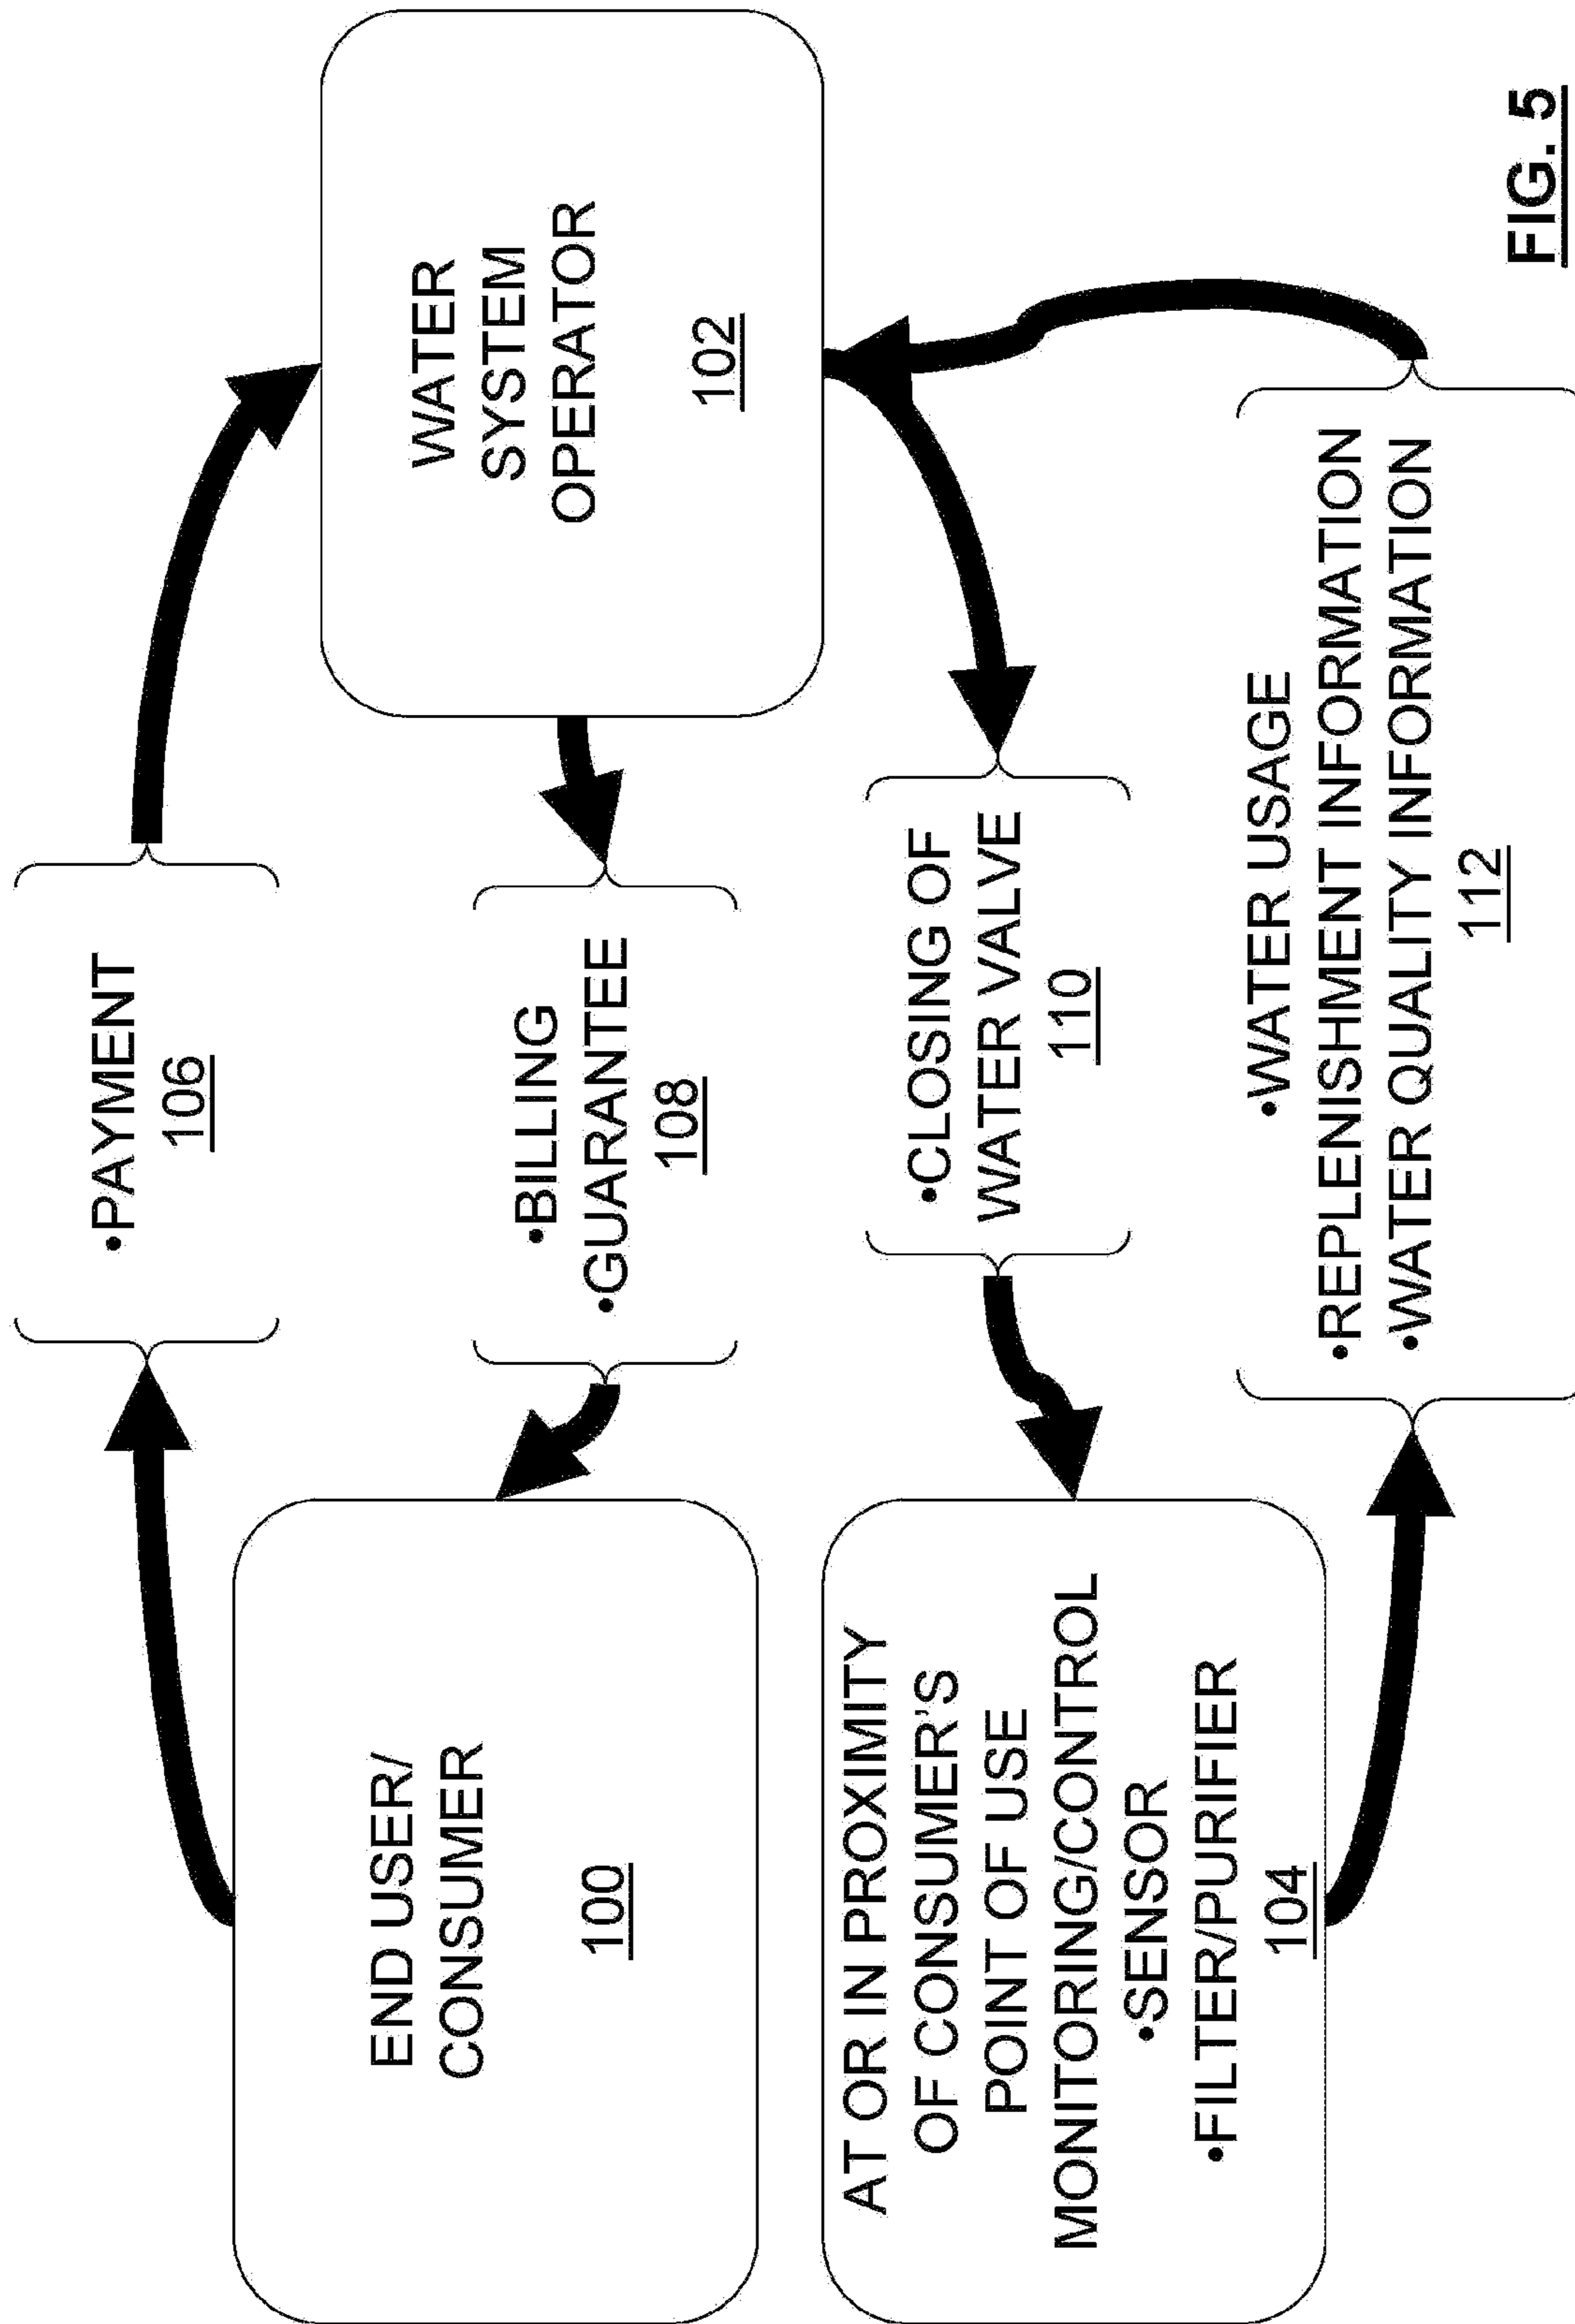 •PAYMENT
106
END USER/
CONSUMER
100
•BILLING
•GUARANTEE
108
WATER
SYSTEM
OPERATOR
102
AT OR IN PROXIMITY
OF CONSUMER'S
POINT OF USE
MONITORING/CONTROL
•SENSOR
•FILTER/PURIFIER
104
•CLOSING OF
WATER VALVE
110
•WATER USAGE
•REPLENISHMENT INFORMATION
•WATER QUALITY INFORMATION
112
FIG. 5